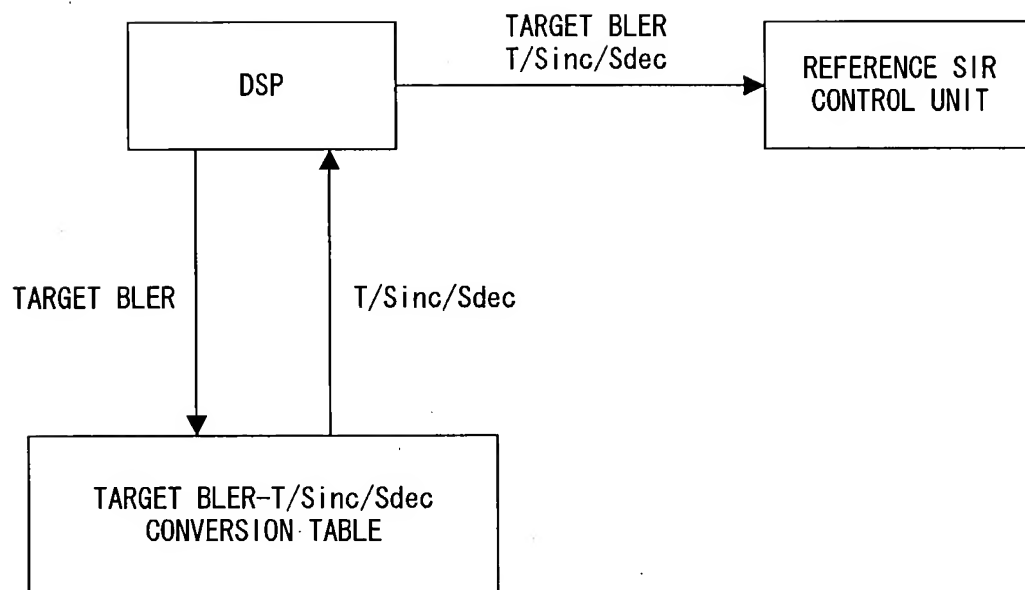 DSP
TARGET BLER
T/Sinc/Sdec
REFERENCE SIR
CONTROL UNIT
TARGET BLER
T/Sinc/Sdec
TARGET BLER-T/Sinc/Sdec
CONVERSION TABLE